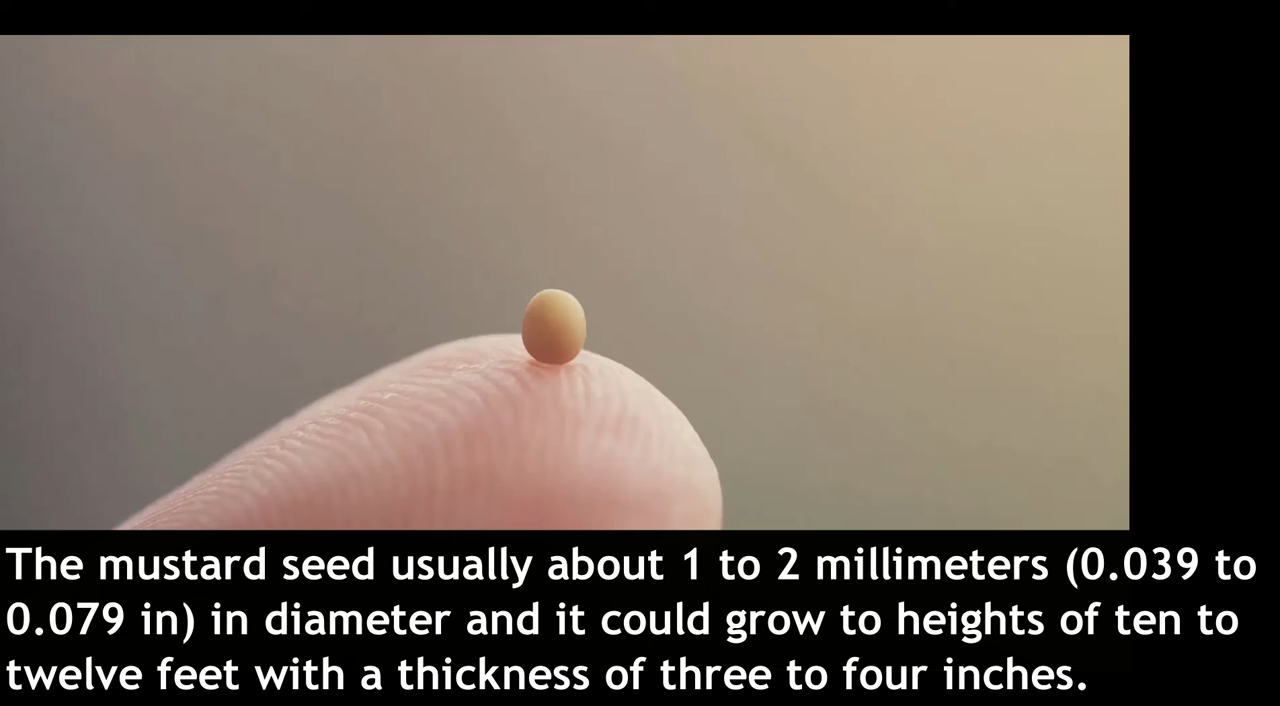 The mustard seed usually about 1 to 2 millimeters (0.039 to
0.079 in) in diameter and it could grow to heights of ten to
twelve feet with a thickness of three to four inches.